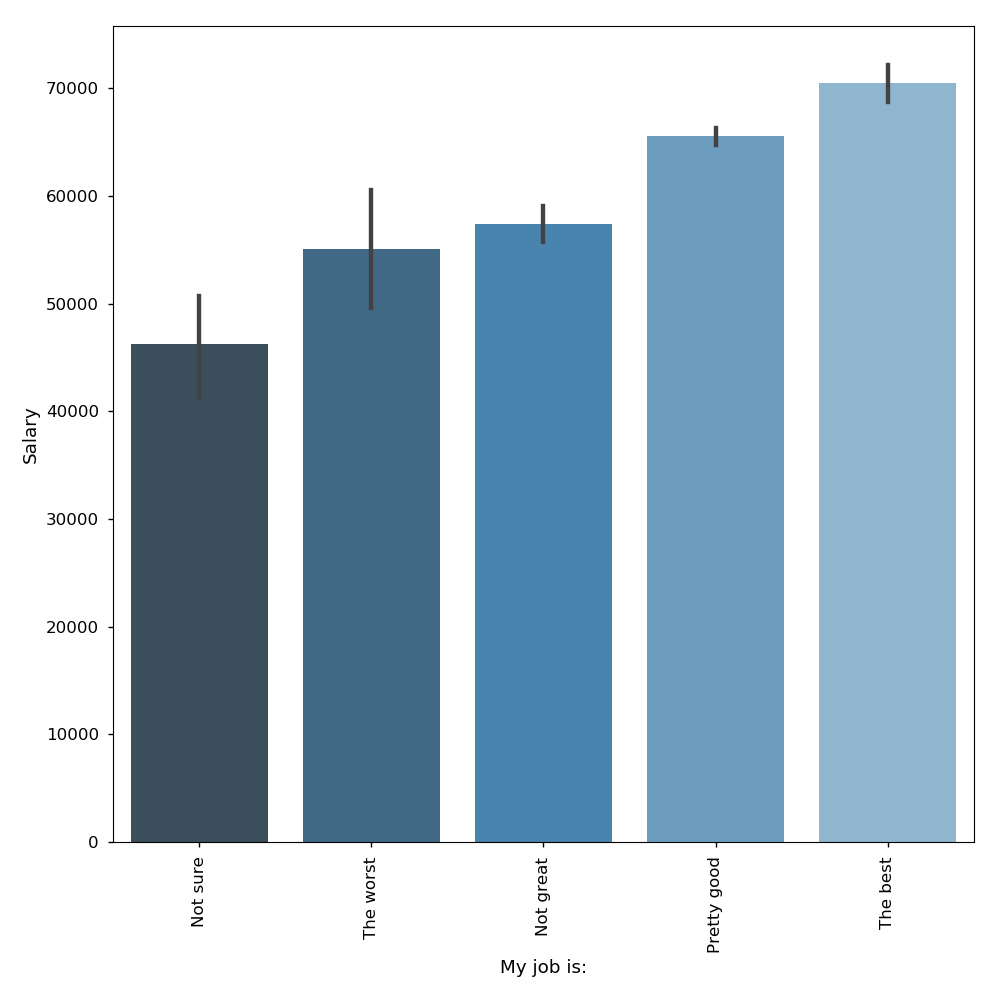 70000
60000
50000
40000
30000
20000
10000
0
Salary
Not sure
The worst
Not great
Pretty good
The best
My job is: